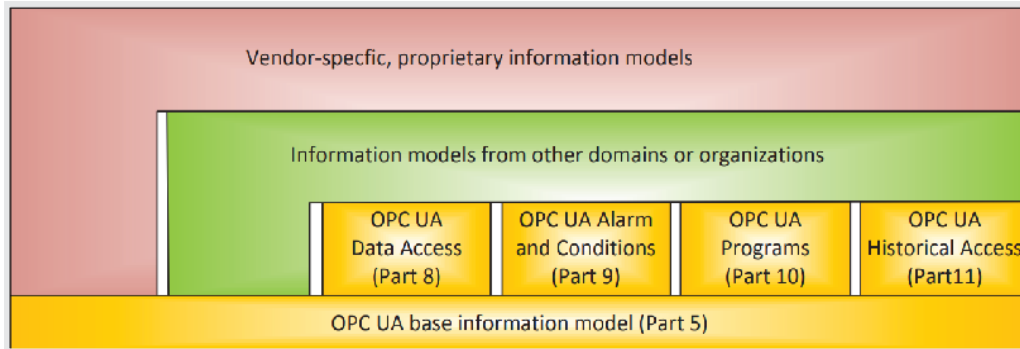 Vendor-specfic, proprietary information models
Information models from other domains or organizations
OPC UA
Data Access
(Part 8)
OPC UA Alarm
and Conditions
(Part 9)
OPC UA
Programs
(Part 10)
OPC UA
Historical Access
(Part11)
OPC UA base information model (Part 5)